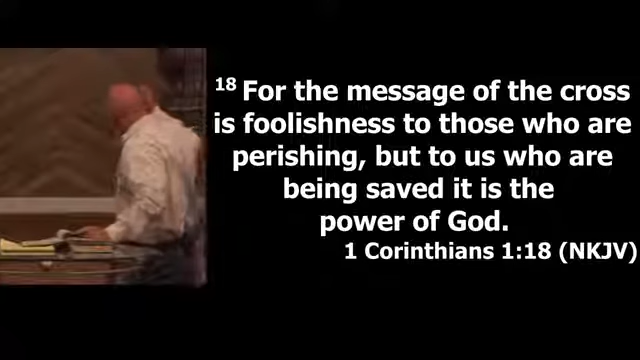 18 For the message of the cross
is foolishness to those who are
perishing, but to us who are
being saved it is the
power of God.
1 Corinthians 1:18 (NKJV)